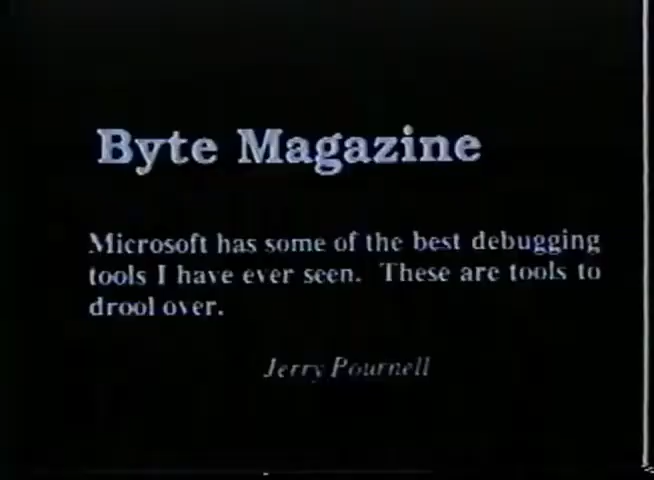 Byte Magazine
Microsoft has some of the best debugging
tools I have ever seen. These are tools to
drool over.
Jerry Pournell